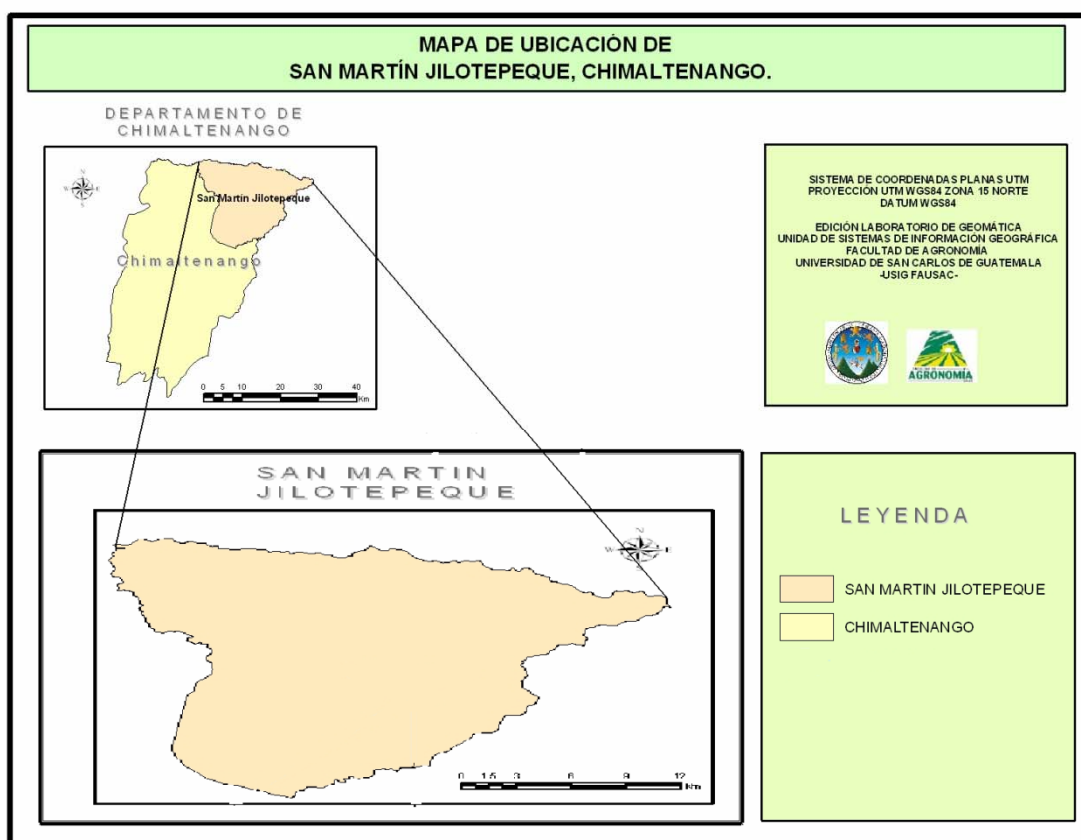 MAPA DE UBICACIÓN DE
SAN MARTÍN JILOTEPEQUE, CHIMALTENANGO.
DEPARTAMENTO DE
CHIMALTENANGO
N
W E
S
San Martín Jilotepeque
Chimaltenango
0 5 10 20 30 40
Km
SISTEMA DE COORDENADAS PLANAS UTM
PROYECCIÓN UTM WGS84 ZONA 15 NORTE
DATUM WGS84
EDICIÓN LABORATORIO DE GEOMÁTICA
UNIDAD DE SISTEMAS DE INFORMACIÓN GEOGRÁFICA
FACULTAD DE AGRONOMÍA
UNIVERSIDAD DE SAN CARLOS DE GUATEMALA
-USIG FAUSAC-
AGRONOMÍA
SAN MARTIN
JILOTEPEQUE
N
W E
S
0 1.5 3 6 9 12
Km
LEYENDA
SAN MARTIN JILOTEPEQUE
CHIMALTENANGO